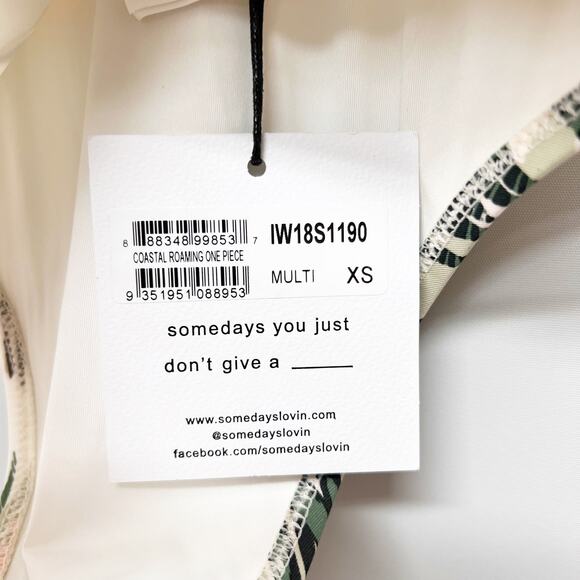 8 88348 99853 7
IW18S1190
COASTAL ROAMING ONE PIECE
MULTI XS
9 351951 088953
somedays you just
don't give a ______
www.somedayslovin.com
@somedayslovin
facebook.com/somedayslovin